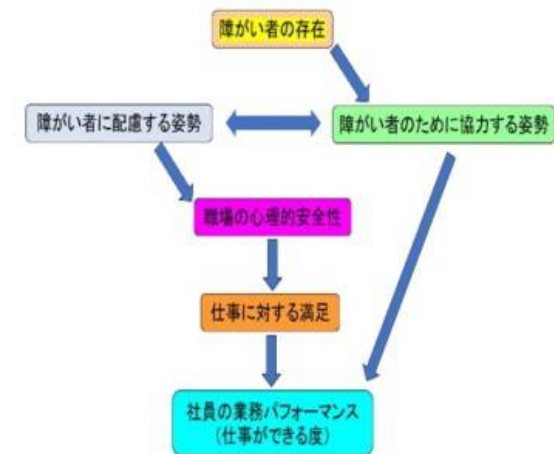 障がい者の存在
障がい者に配慮する姿勢
障がい者のために協力する姿勢
職場の心理的安全性
仕事に対する満足
社員の業務パフォーマンス
(仕事ができる度)